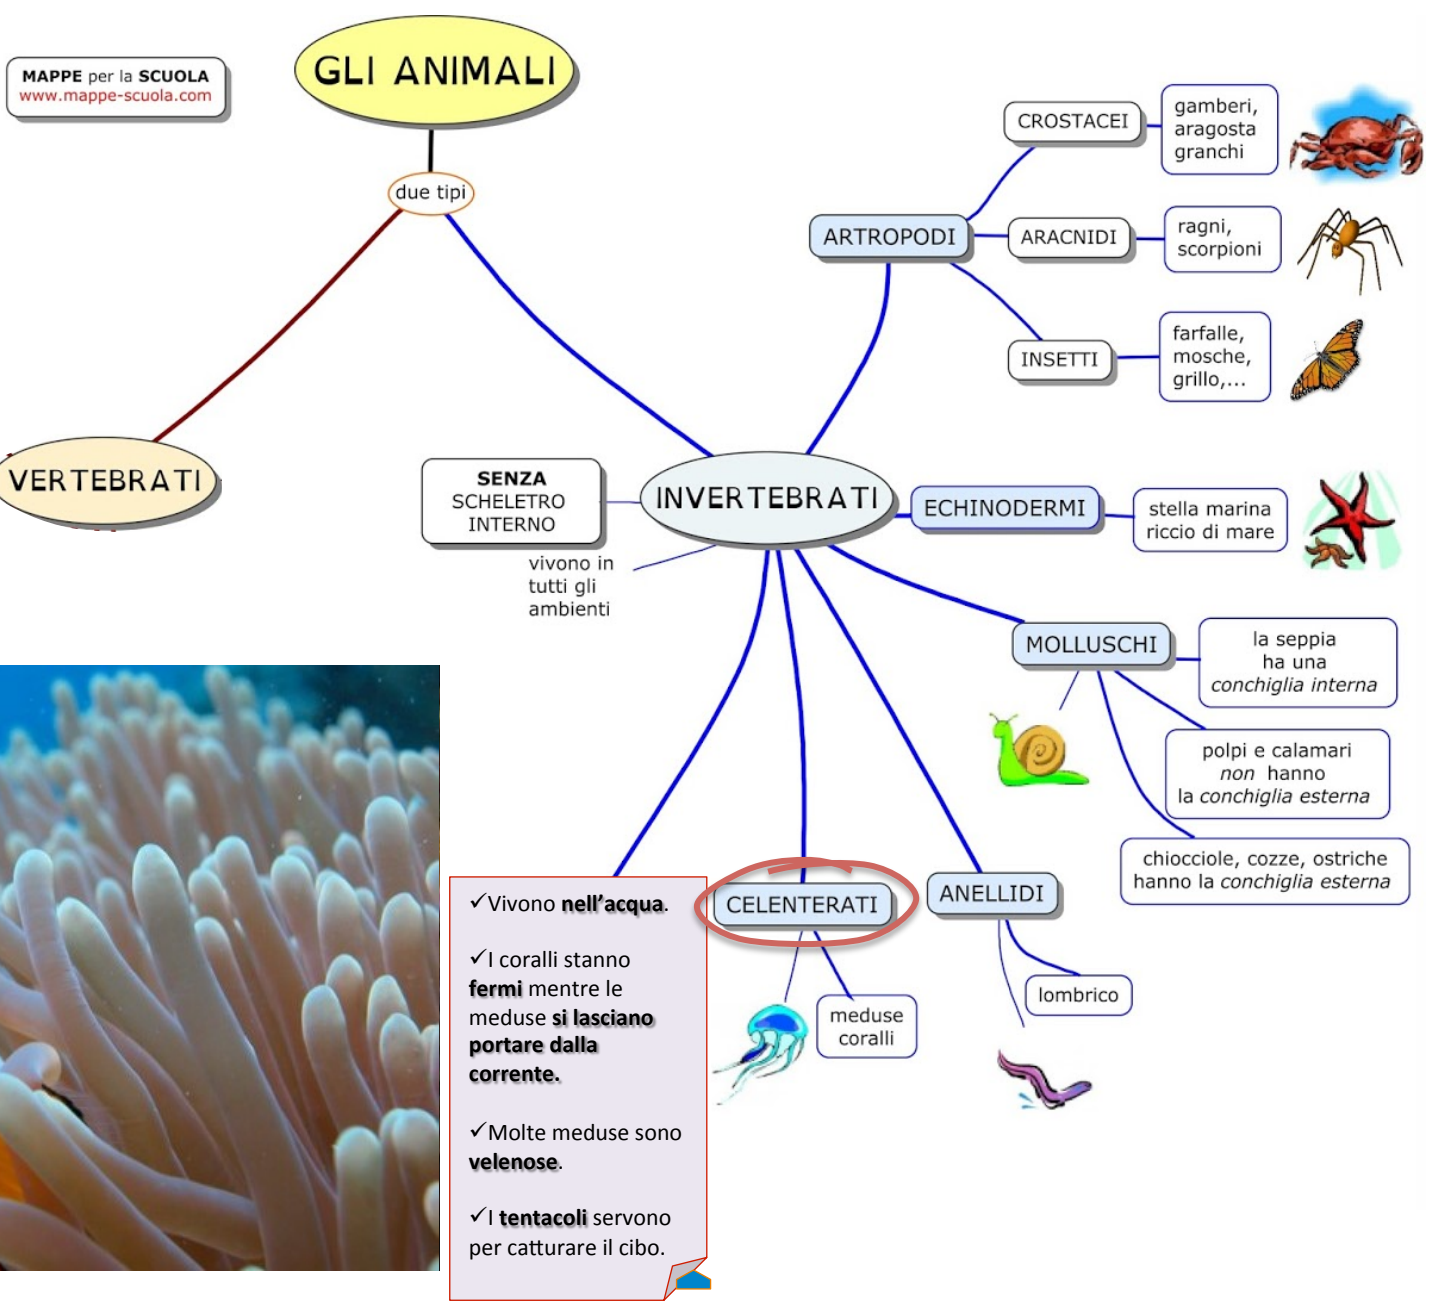 GLI ANIMALI
MAPPE per la SCUOLA
www.mappe-scuola.com
due tipi
VERTEBRATI
INVERTEBRATI
SENZA
SCHELETRO
INTERNO
vivono in
tutti gli
ambienti
ARTROPODI
CROSTACEI
gamberi,
aragosta
granchi
ARACNIDI
ragni,
scorpioni
INSETTI
farfalle,
mosche,
grillo,...
ECHINODERMI
stella marina
riccio di mare
MOLLUSCHI
la seppia
ha una
conchiglia interna
polpi e calamari
non hanno
la conchiglia esterna
chiocciole, cozze, ostriche
hanno la conchiglia esterna
ANELLIDI
lombrico
CELENTERATI
meduse
coralli
✓Vivono nell'acqua.
✓I coralli stanno
fermi mentre le
meduse si lasciano
portare dalla
corrente.
✓Molte meduse sono
velenose.
✓I tentacoli servono
per catturare il cibo.